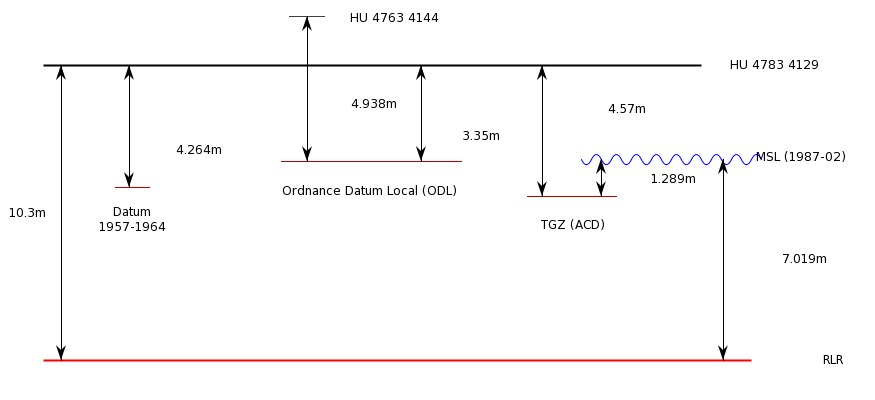 HU 4763 4144
HU 4783 4129
4.938m
4.57m
3.35m
4.264m
MSL (1987-02)
1.289m
Ordnance Datum Local (ODL)
10.3m
Datum
1957-1964
TGZ (ACD)
7.019m
RLR